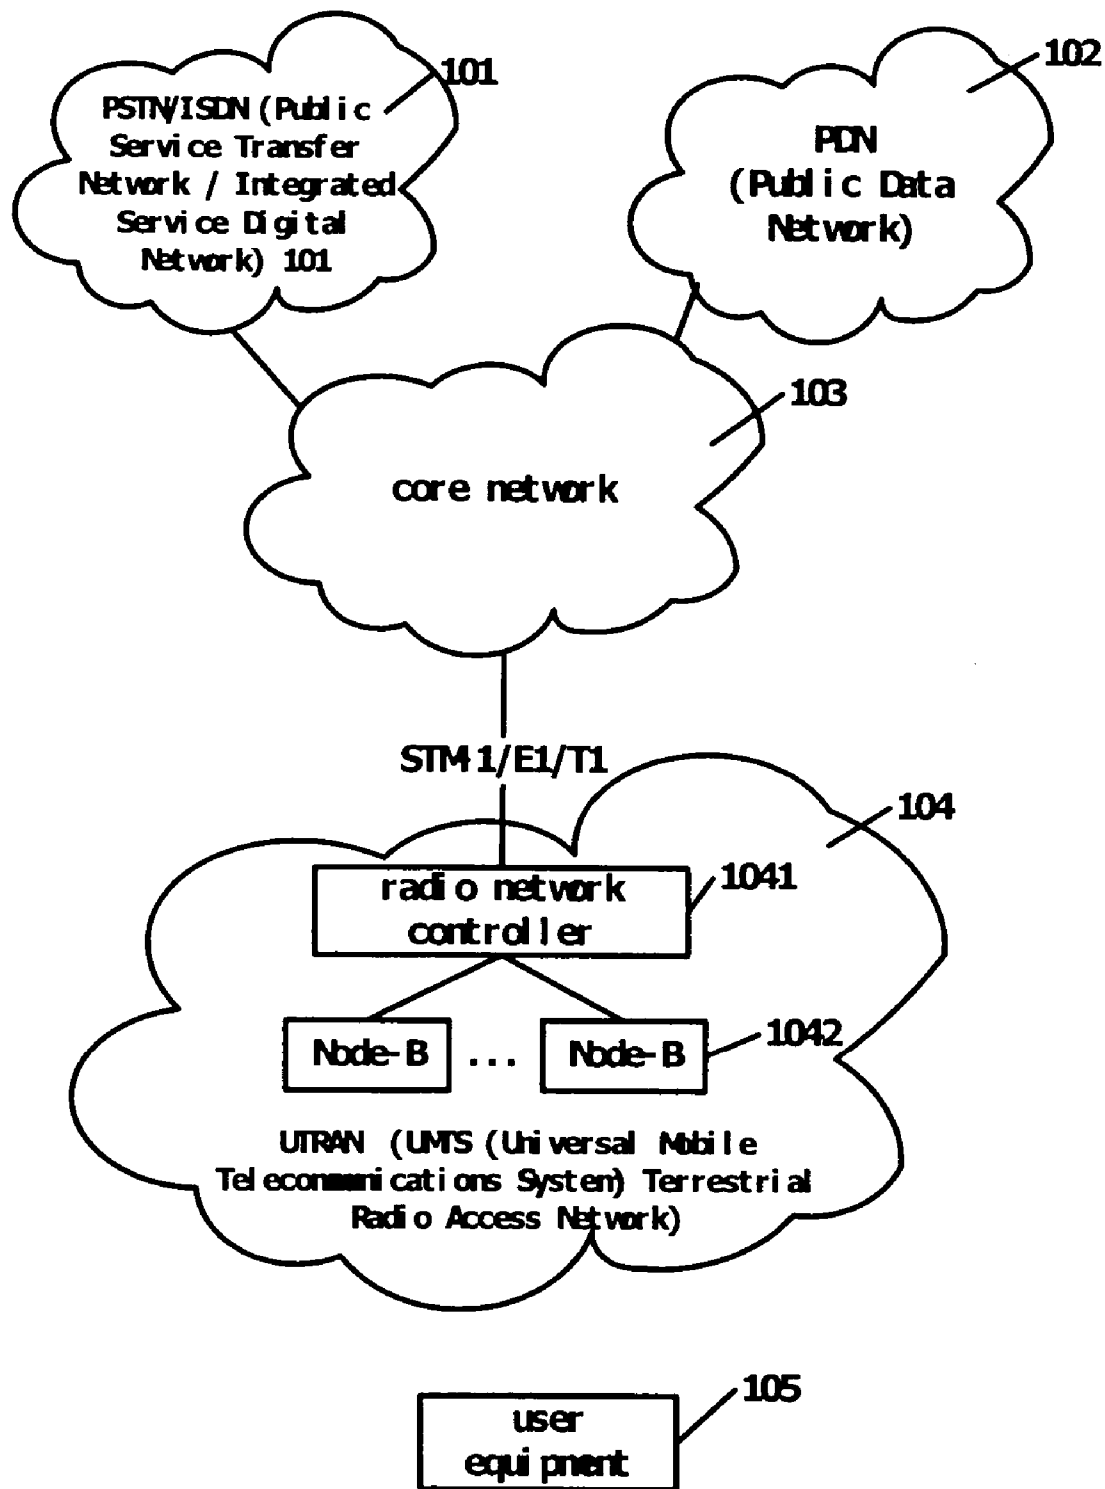 101
PSTN/ISDN (Public
Service Transfer
Network / Integrated
Service Digital
Network) 101
102
PDN
(Public Data
Network)
103
core network
STM-1/E1/T1
104
radio network
controller
1041
Node-B ... Node-B
1042
UTRAN (UMTS (Universal Mobile
Telecommunications System) Terrestrial
Radio Access Network)
105
user
equipment